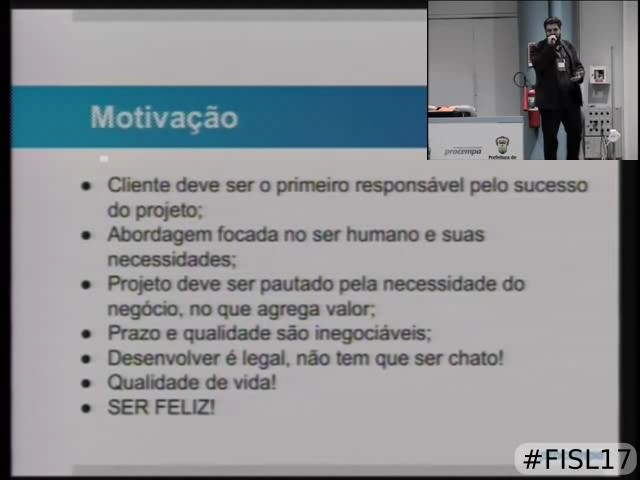 Motivação
procempa
Prefeitura de
● Cliente deve ser o primeiro responsável pelo sucesso
do projeto;
● Abordagem focada no ser humano e suas
necessidades;
● Projeto deve ser pautado pela necessidade do
negócio, no que agrega valor;
● Prazo e qualidade são inegociáveis;
● Desenvolver é legal, não tem que ser chato!
● Qualidade de vida!
● SER FELIZ!
#FISL17